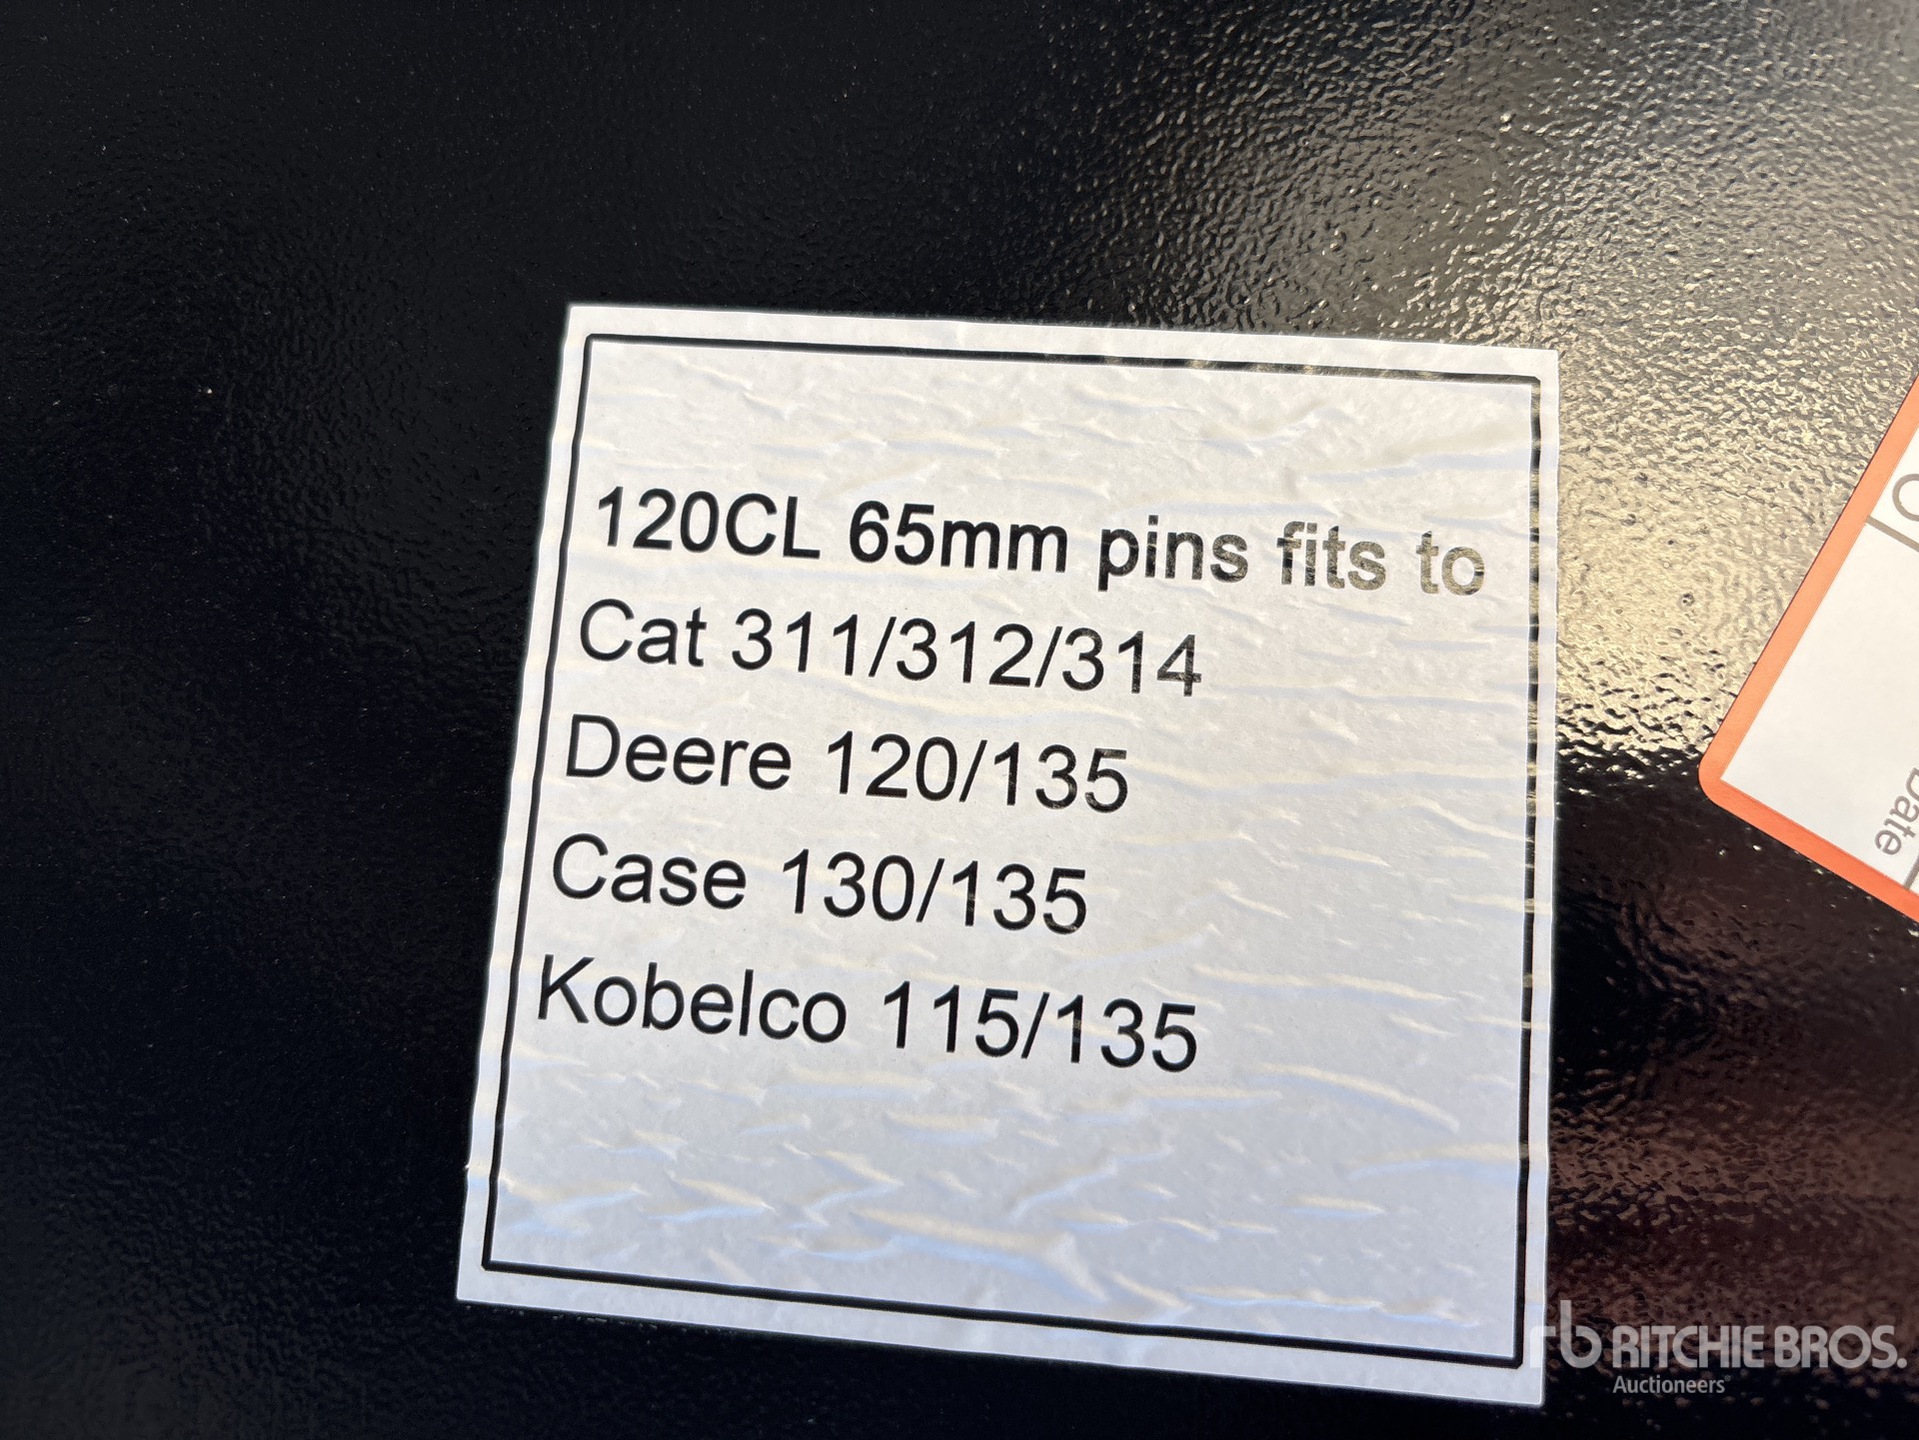 120CL 65mm pins fits to
Cat 311/312/314
Deere 120/135
Case 130/135
Kobelco 115/135
Date
rb RITCHIE BROS.
Auctioneers